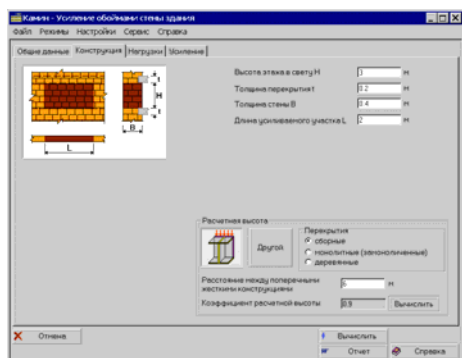 Камин - Усиление обоймами стены здания
Файл Режимы Настройки Сервис Справка
Общие данные Конструкция Нагрузки Усиление
Высота этажа в свету H 3 м
Толщина перекрытия t 0.2 м
Толщина стены B 0.4 м
Длина усиливаемого участка L 2 м
t
H
t
B
L
Расчетная высота
Другой
Перекрытия
сборные
монолитные (замоноличенные)
деревянные
Расстояние между поперечными жесткими конструкциями 6 м
Коэффициент расчетной высоты 0.9 Вычислить
Отмена
Вычислить
Отчет
Справка